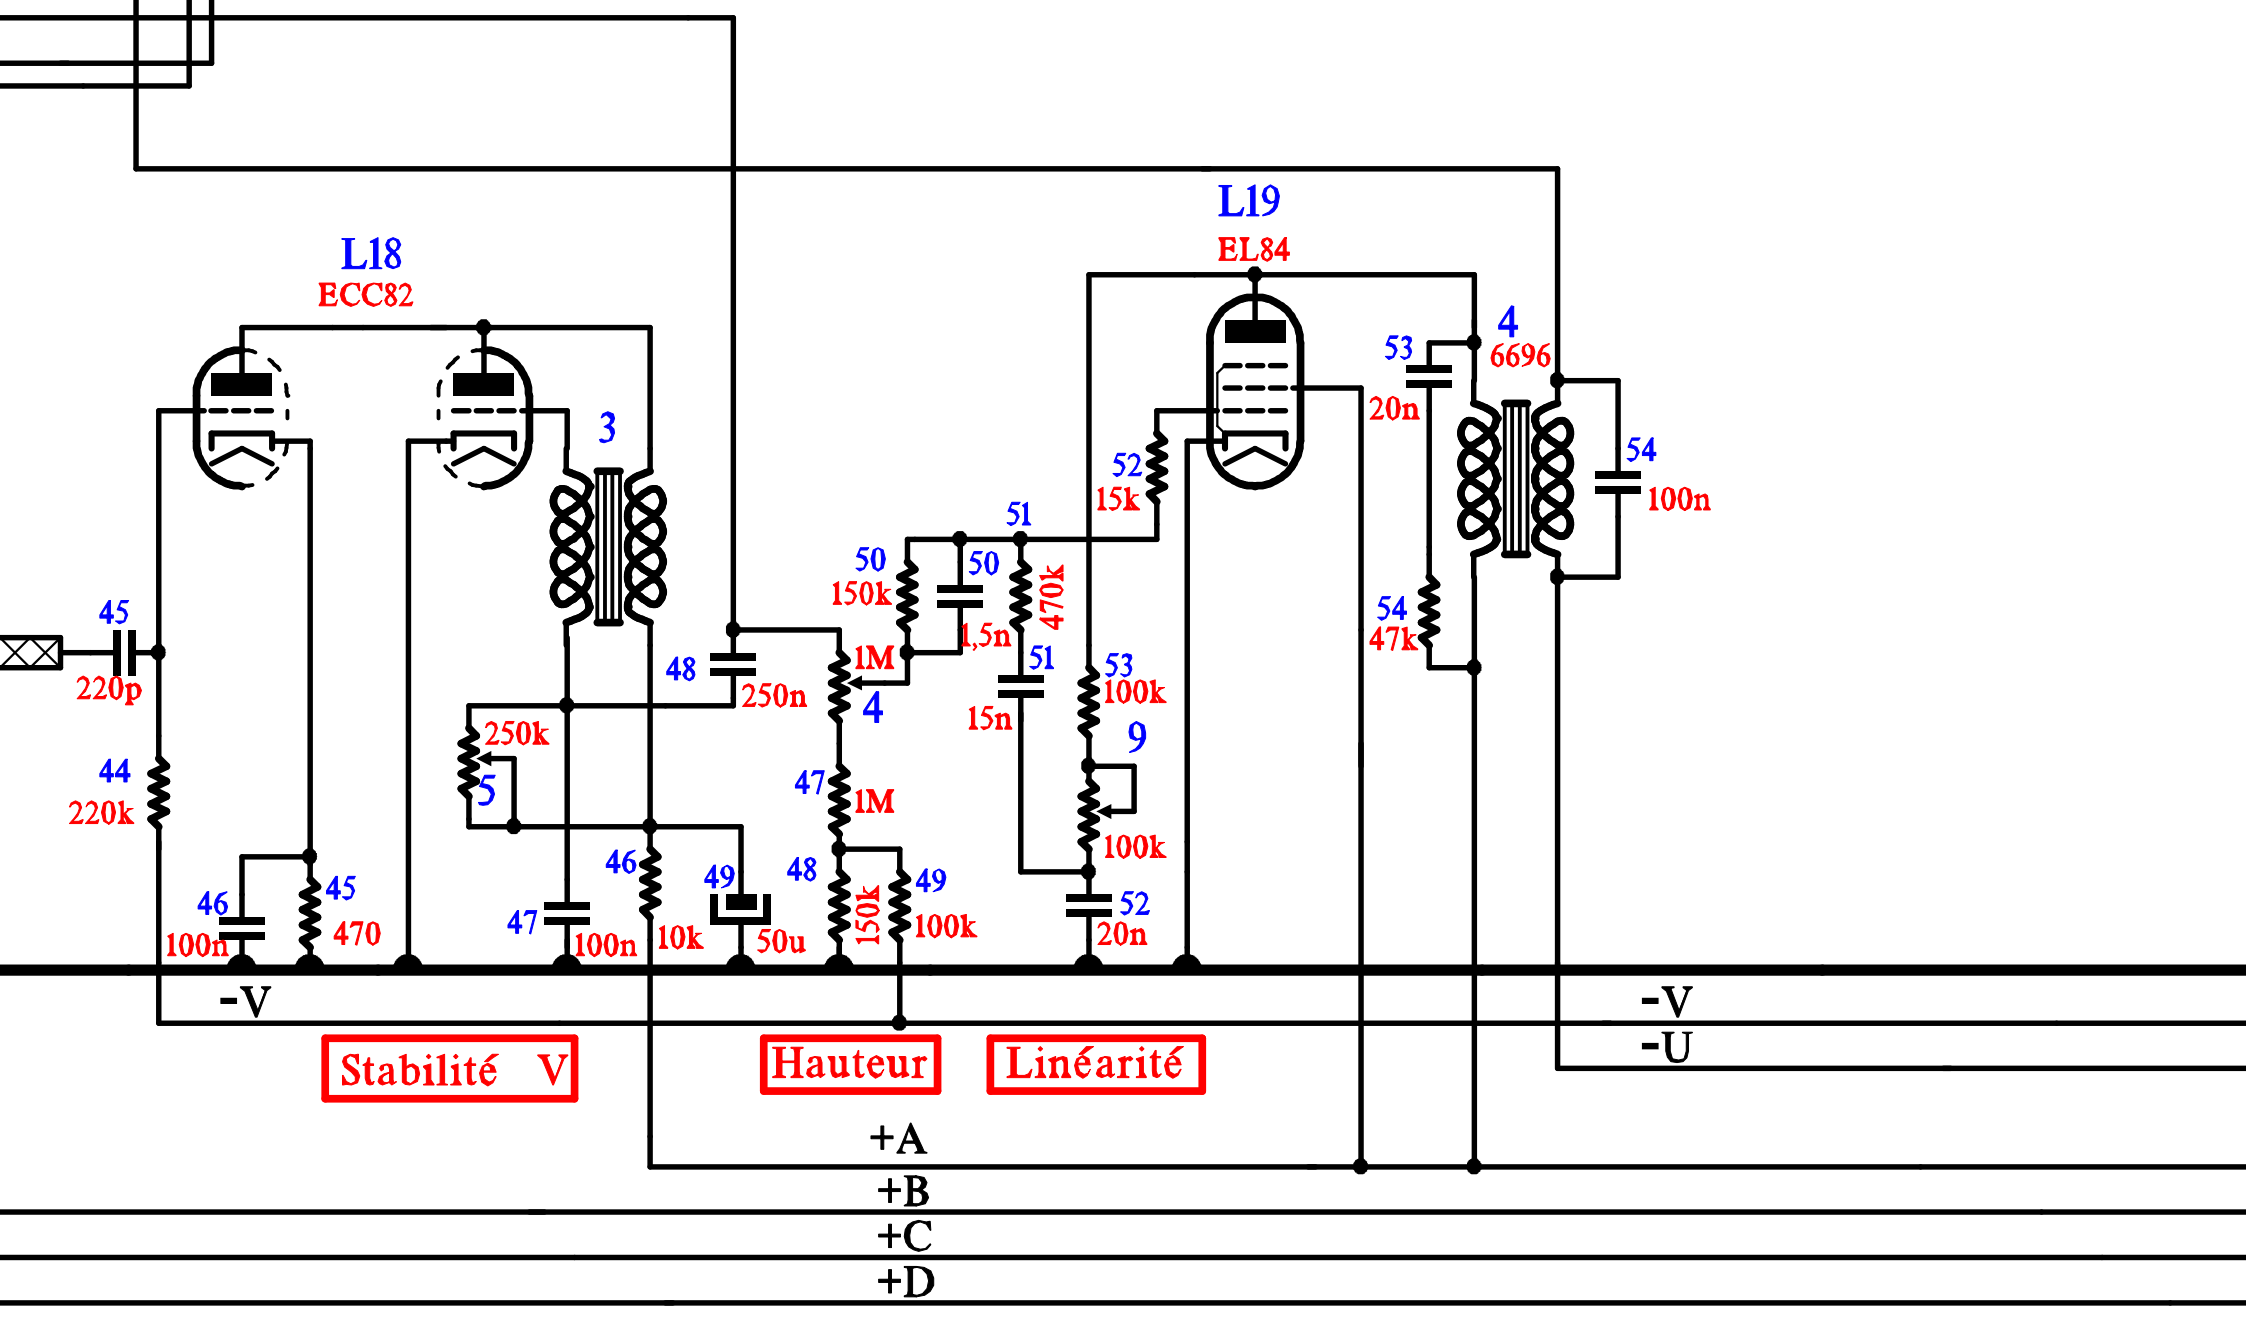 L19
EL84
L18
ECC82
4
6696
53
20n
3
54
100n
52
15k
51
50
150k
50
1,5n
470k
45
220p
54
47k
48
250n
1M
4
51
15n
53
100k
9
250k
5
44
220k
47
1M
100k
46
48
150k
49
50u
49
100k
45
470
46
100n
47
100n
10k
52
20n
-V
-V
-U
Stabilité V
Hauteur
Linéarité
+A
+B
+C
+D